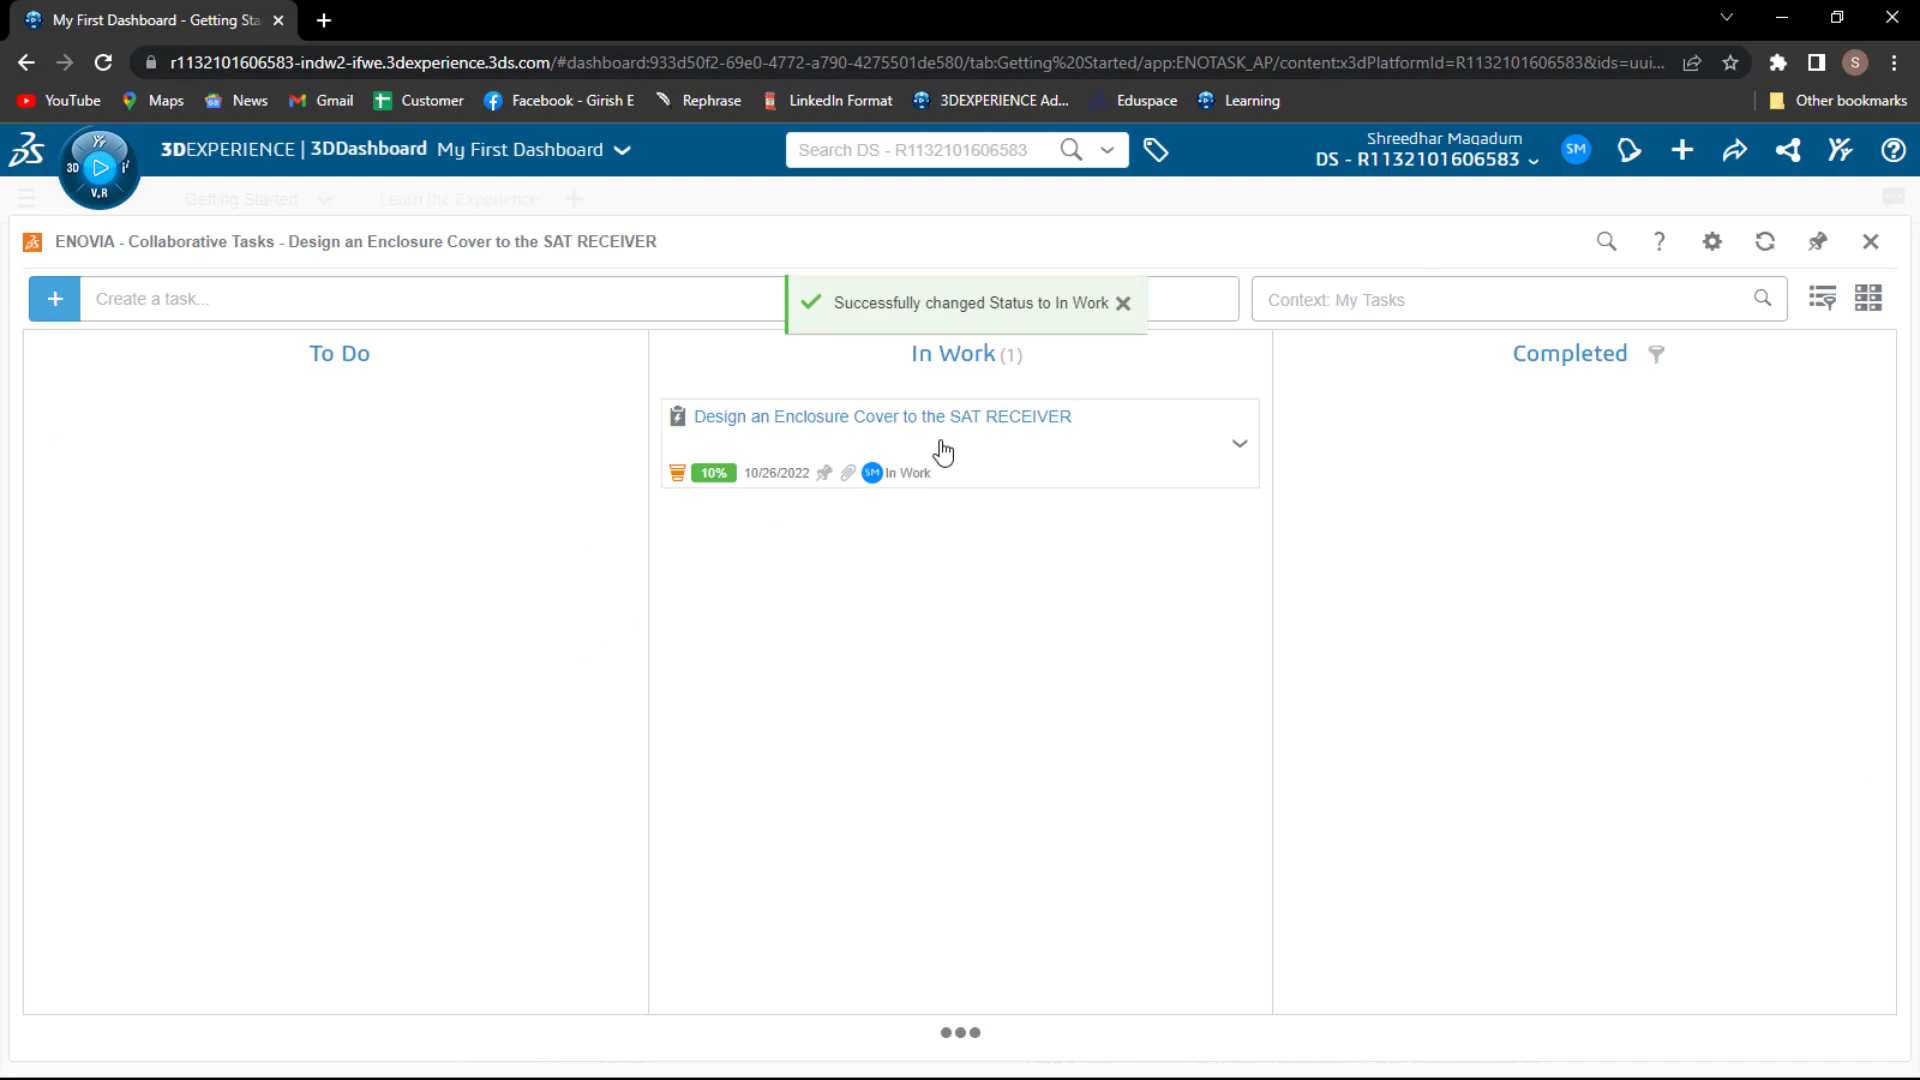 My First Dashboard - Getting Sta
r1132101606583-indw2-ifwe.3dexperience.3ds.com/#dashboard:933d50f2-69e0-4772-a790-4275501de580/tab:Getting%20Started/app:ENOTASK_AP/content:x3dPlatformId=R1132101606583&ids=uui...
YouTube Maps News Gmail Customer Facebook - Girish E Rephrase LinkedIn Format 3DEXPERIENCE Ad... Eduspace Learning Other bookmarks
3DEXPERIENCE | 3DDashboard My First Dashboard
Search DS - R1132101606583
Shreedhar Magadum
DS - R1132101606583
SM
3D
V.R
Getting Started Learn the Experience
ENOVIA - Collaborative Tasks - Design an Enclosure Cover to the SAT RECEIVER
Create a task...
Successfully changed Status to In Work
Context: My Tasks
To Do
In Work (1)
Completed
Design an Enclosure Cover to the SAT RECEIVER
10% 10/26/2022 SM In Work